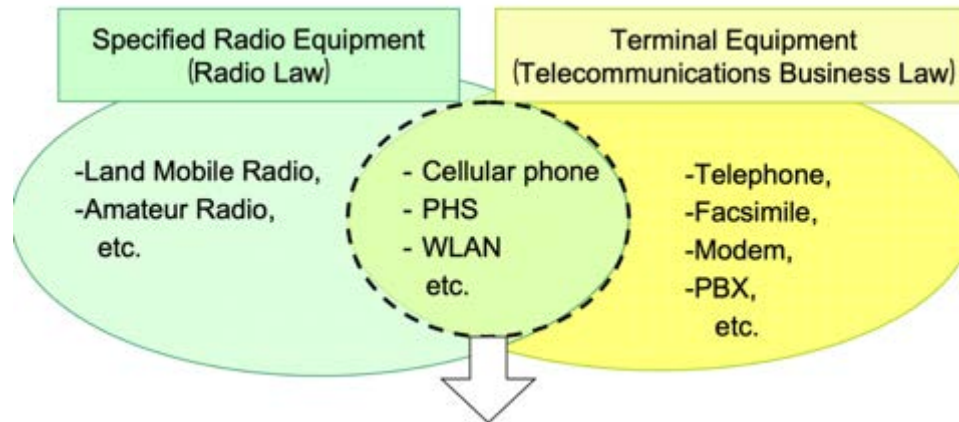 Specified Radio Equipment
(Radio Law)
Terminal Equipment
(Telecommunications Business Law)
-Land Mobile Radio,
-Amateur Radio,
etc.
- Cellular phone
- PHS
- WLAN
etc.
-Telephone,
-Facsimile,
-Modem,
-PBX,
etc.